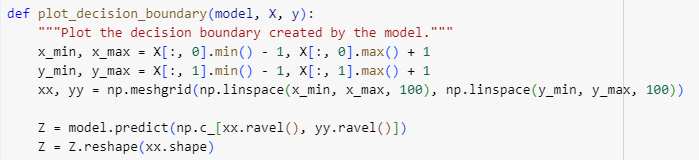 def plot_decision_boundary(model, X, y):
    """Plot the decision boundary created by the model."""
    x_min, x_max = X[:, 0].min() - 1, X[:, 0].max() + 1
    y_min, y_max = X[:, 1].min() - 1, X[:, 1].max() + 1
    xx, yy = np.meshgrid(np.linspace(x_min, x_max, 100), np.linspace(y_min, y_max, 100))
    Z = model.predict(np.c_[xx.ravel(), yy.ravel()])
    Z = Z.reshape(xx.shape)